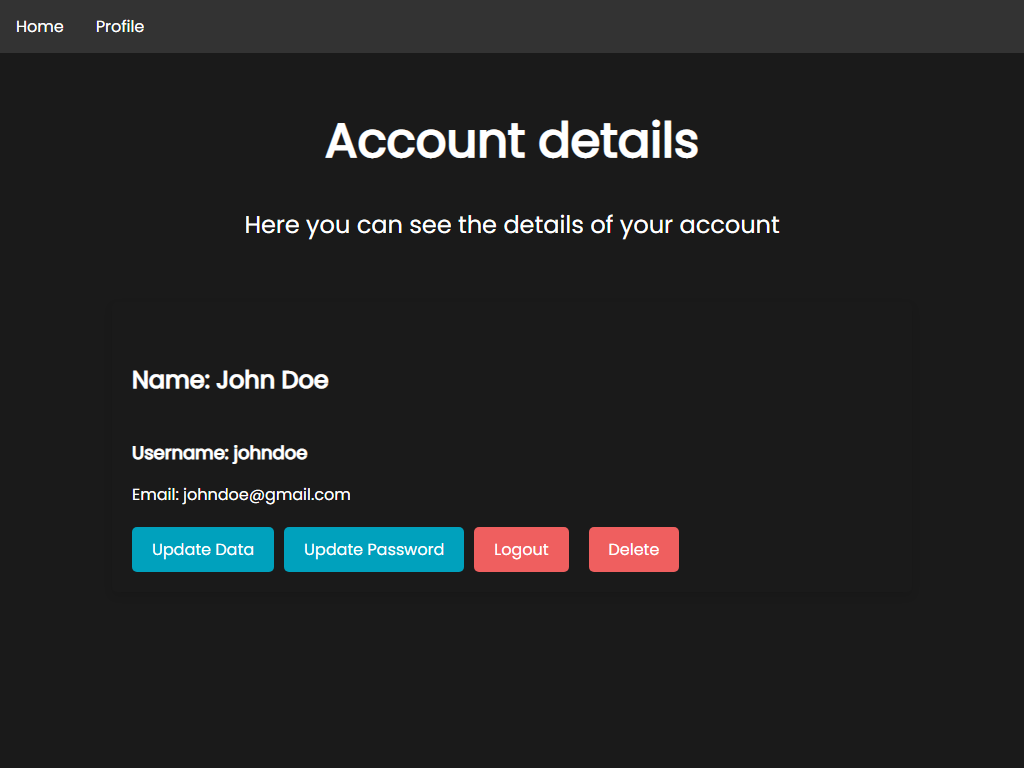 Home Profile
Account details
Here you can see the details of your account
Name: John Doe
Username: johndoe
Email: johndoe@gmail.com
Update Data Update Password Logout Delete